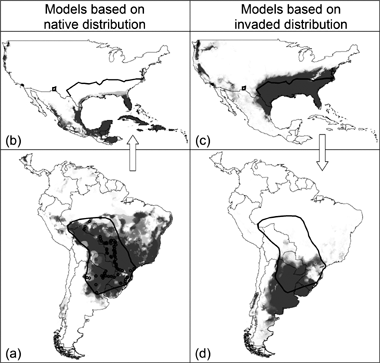 Models based on
native distribution
Models based on
invaded distribution
(b)
(c)
(a)
(d)